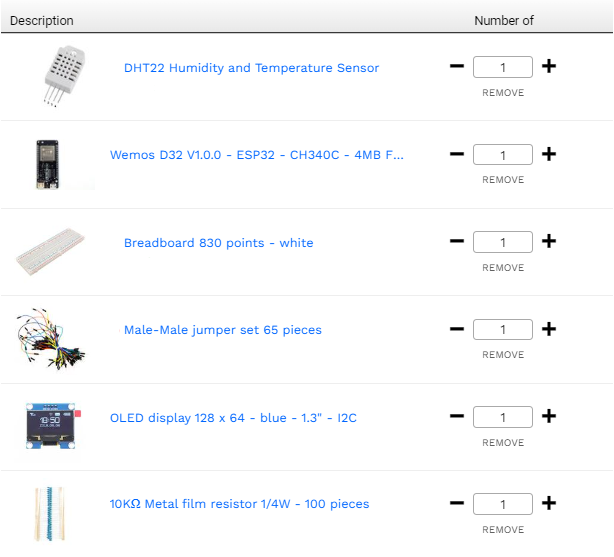 Description Number of
DHT22 Humidity and Temperature Sensor
1
REMOVE
Wemos D32 V1.0.0 - ESP32 - CH340C - 4MB F...
1
REMOVE
Breadboard 830 points - white
1
REMOVE
Male-Male jumper set 65 pieces
1
REMOVE
OLED display 128 x 64 - blue - 1.3" - I2C
1
REMOVE
10KΩ Metal film resistor 1/4W - 100 pieces
1
REMOVE